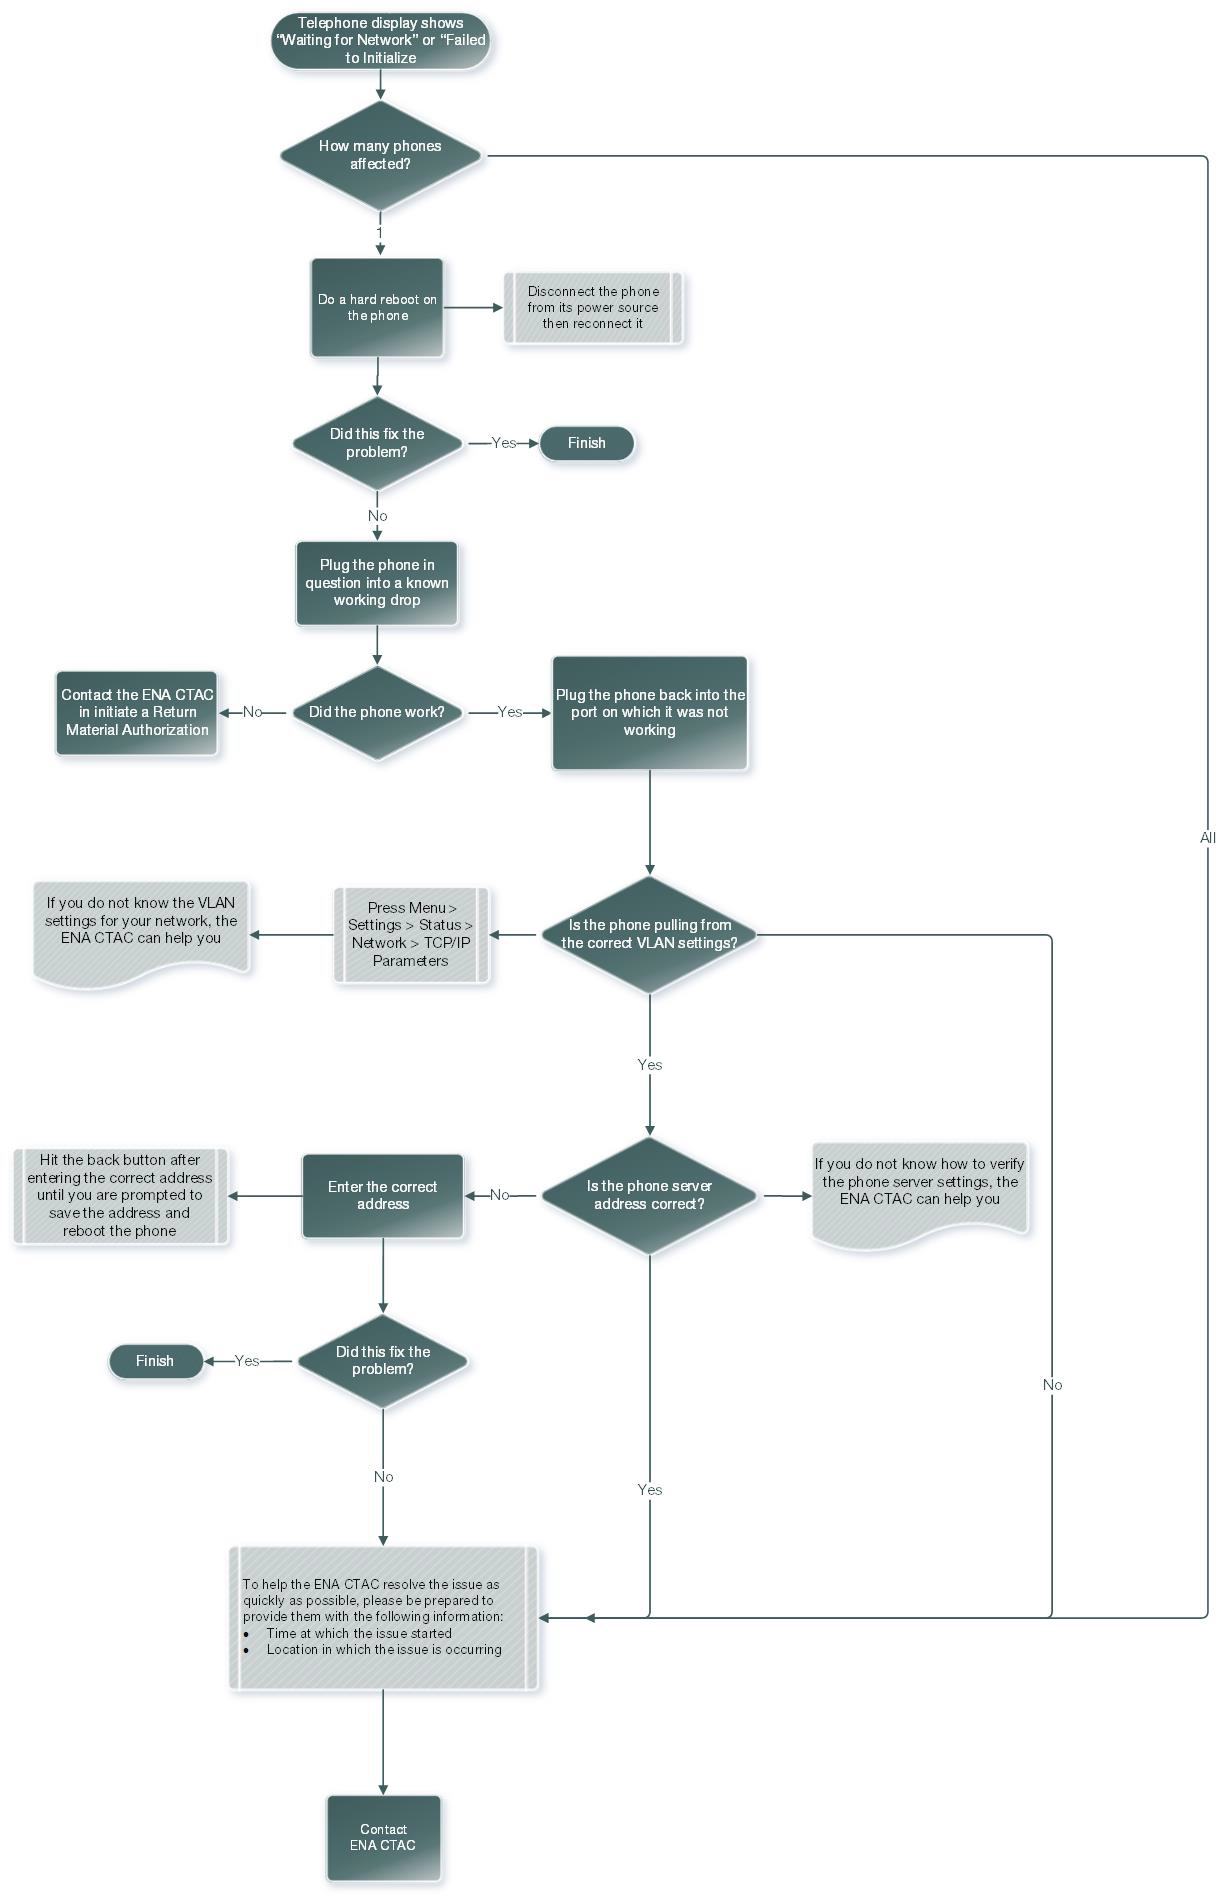 Telephone display shows
“Waiting for Network” or “Failed
to Initialize
How many phones
affected?
1
Do a hard reboot on
the phone
Disconnect the phone
from its power source
then reconnect it
Did this fix the
problem?
Yes
Finish
No
Plug the phone in
question into a known
working drop
Contact the ENA CTAC
in initiate a Return
Material Authorization
No
Did the phone work?
Yes
Plug the phone back into the
port on which it was not
working
All
If you do not know the VLAN
settings for your network, the
ENA CTAC can help you
Press Menu >
Settings > Status >
Network > TCP/IP
Parameters
Is the phone pulling from
the correct VLAN settings?
Yes
Hit the back button after
entering the correct address
until you are prompted to
save the address and
reboot the phone
Enter the correct
address
No
Is the phone server
address correct?
If you do not know how to verify
the phone server settings, the
ENA CTAC can help you
Finish
Yes
Did this fix the
problem?
No
No
Yes
To help the ENA CTAC resolve the issue as
quickly as possible, please be prepared to
provide them with the following information:
• Time at which the issue started
• Location in which the issue is occurring
Contact
ENA CTAC